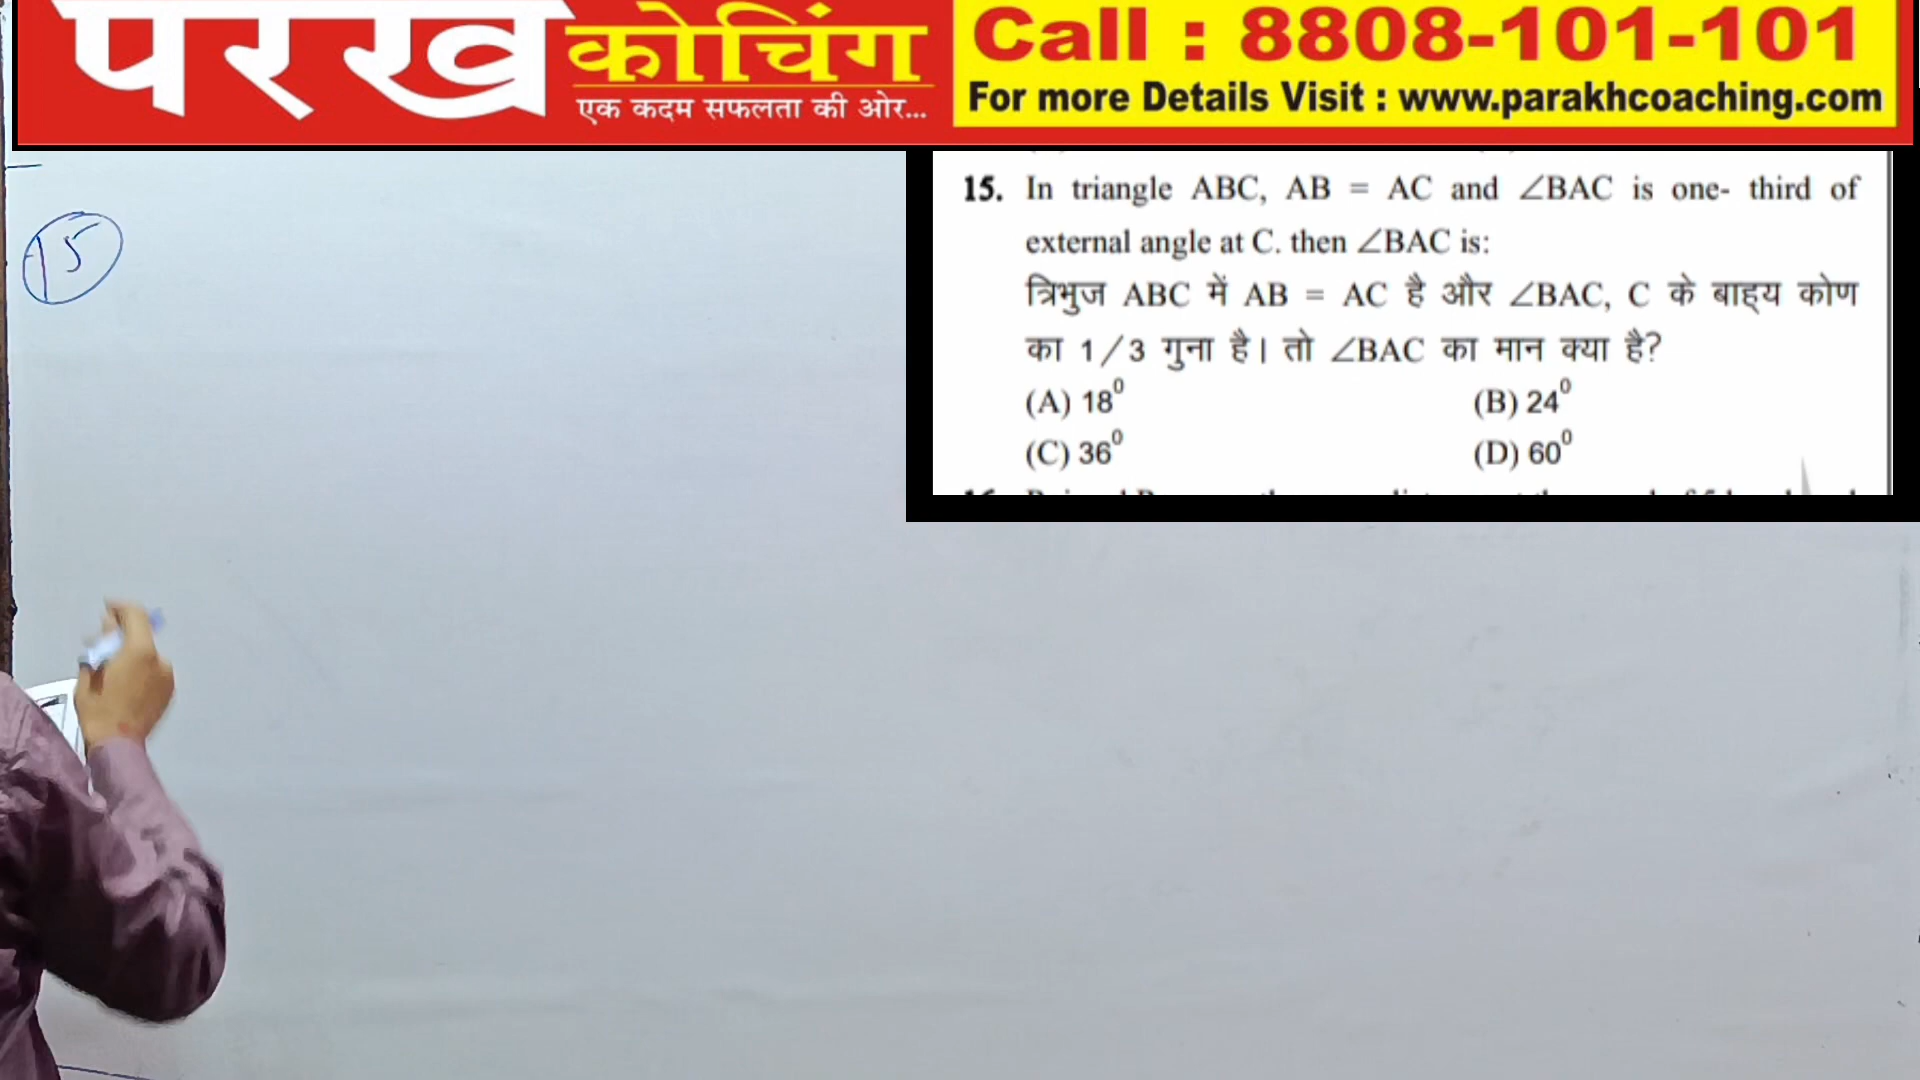 परख कोचिंग
एक कदम सफलता की ओर...
Call : 8808-101-101
For more Details Visit : www.parakhcoaching.com
15
15. In triangle ABC, AB = AC and ∠BAC is one- third of
external angle at C. then ∠BAC is:
त्रिभुज ABC में AB = AC है और ∠BAC, C के बाह्य कोण
का 1/3 गुना है। तो ∠BAC का मान क्या है?
(A) 18⁰ (B) 24⁰
(C) 36⁰ (D) 60⁰